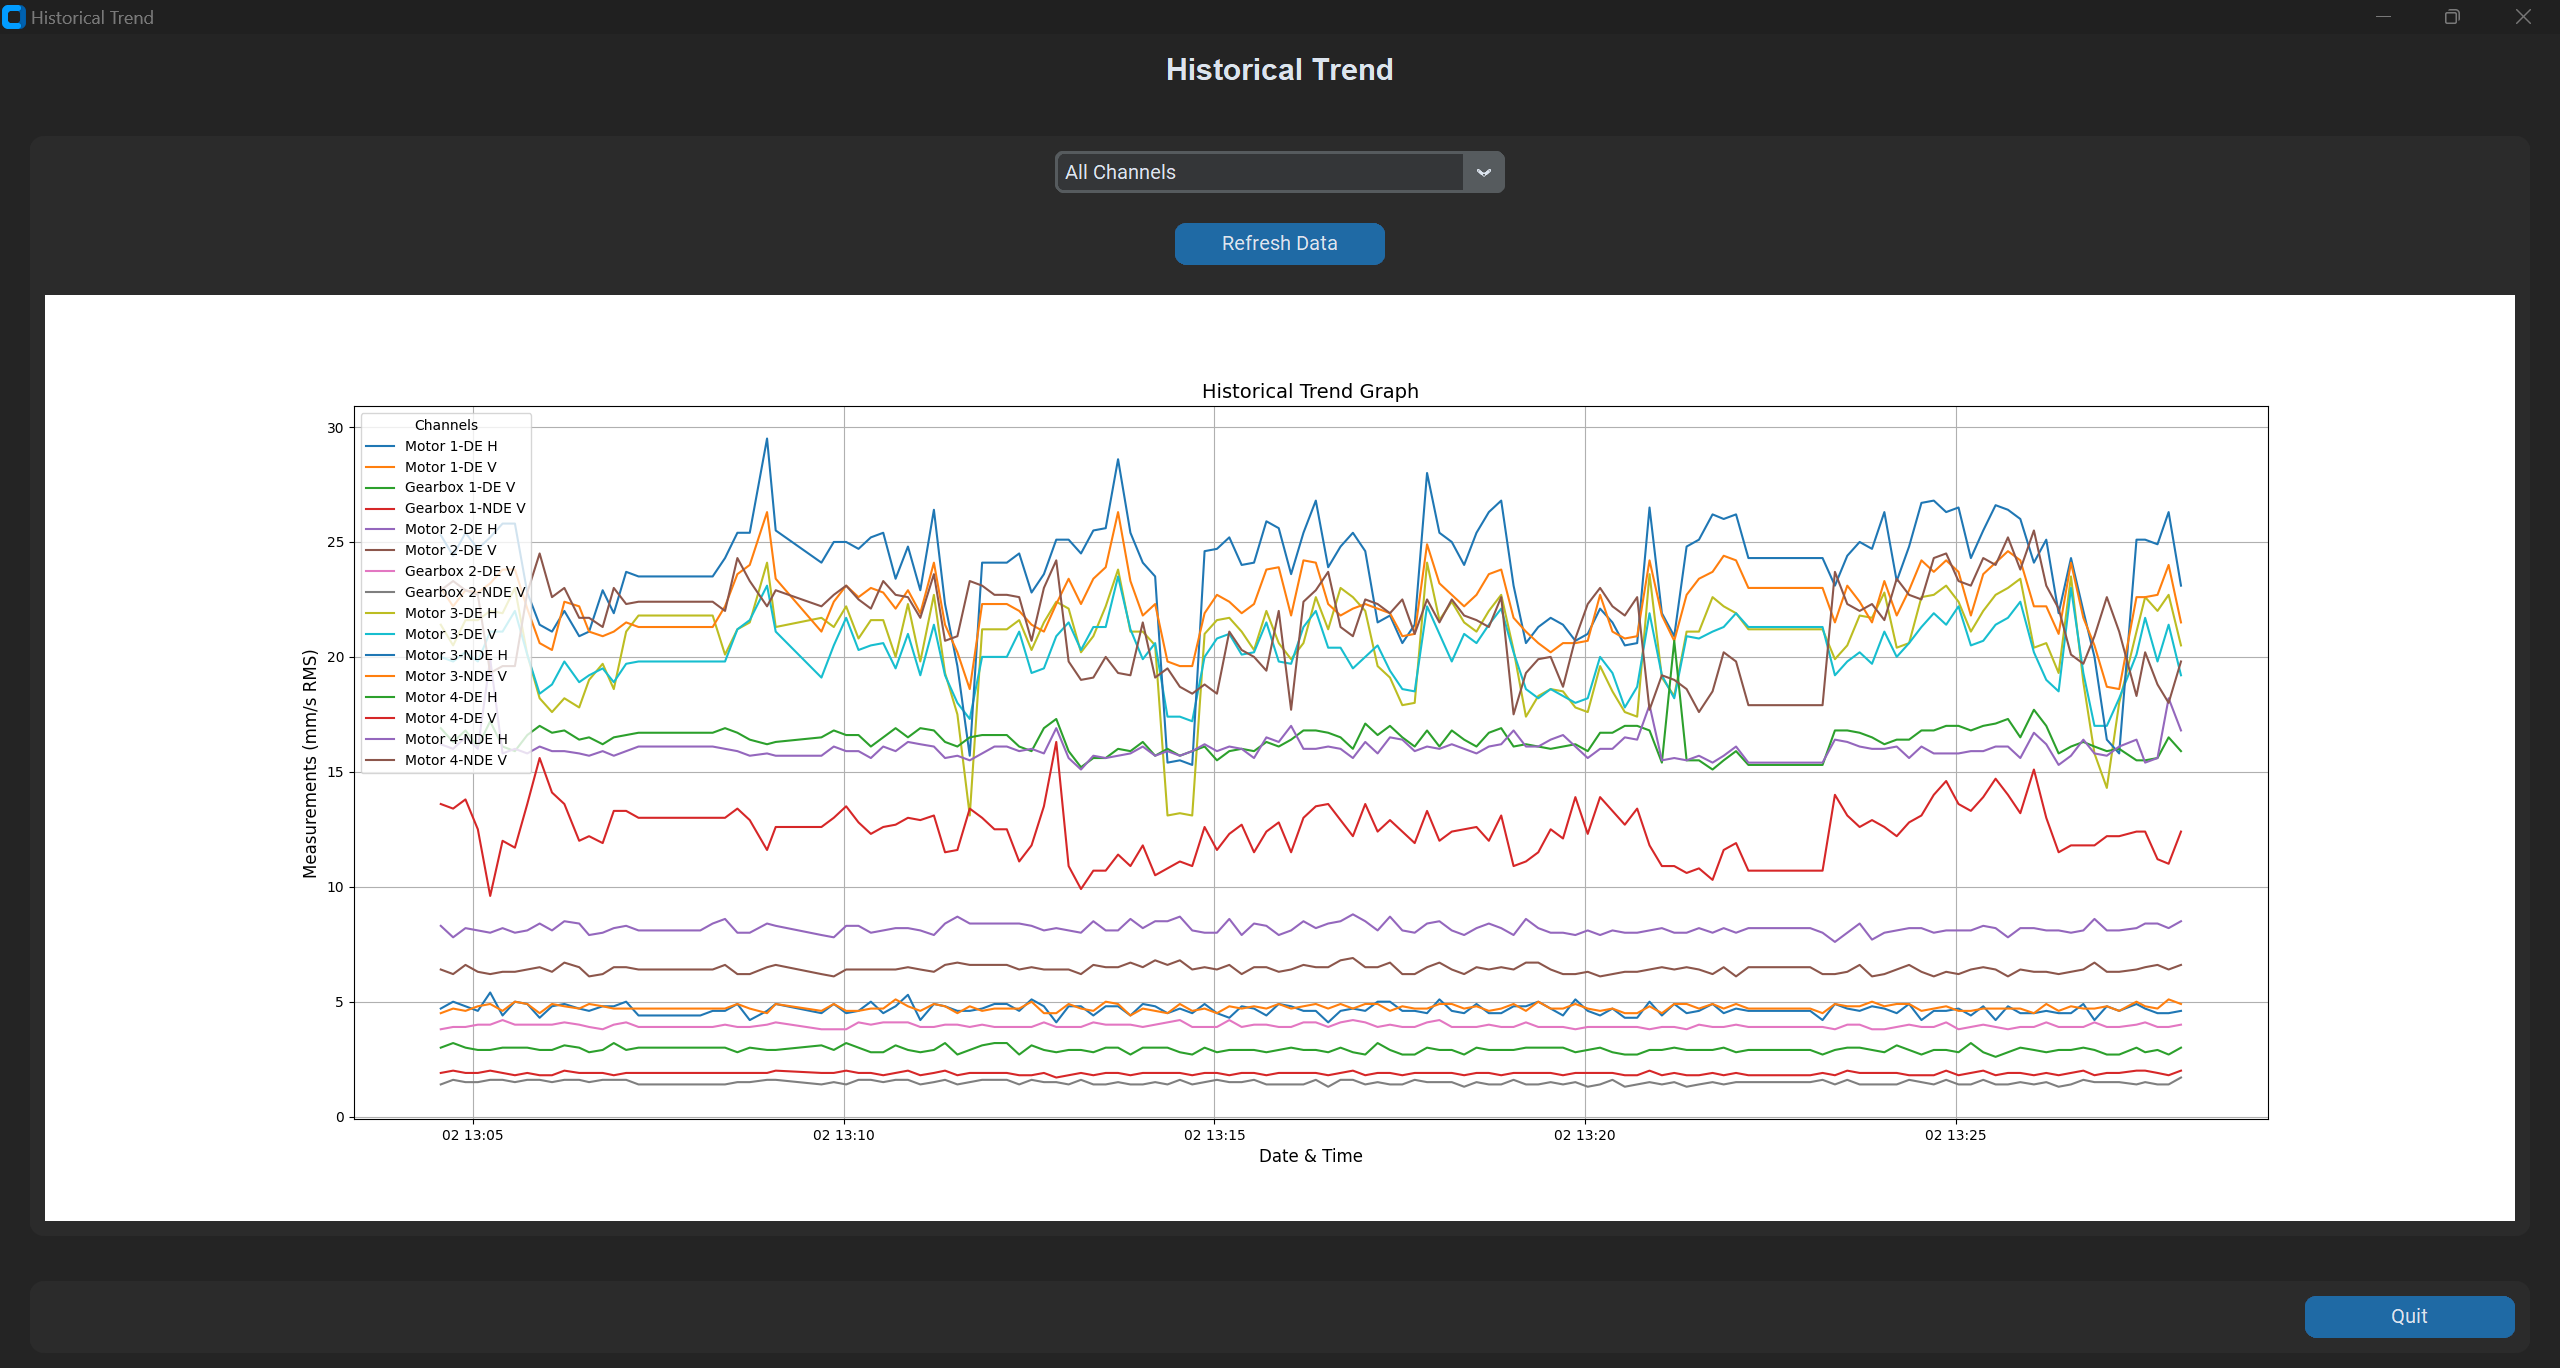 Historical Trend
Historical Trend
All Channels
Refresh Data
Historical Trend Graph
Channels
Motor 1-DE H
Motor 1-DE V
Gearbox 1-DE V
Gearbox 1-NDE V
Motor 2-DE H
Motor 2-DE V
Gearbox 2-DE V
Gearbox 2-NDE V
Motor 3-DE H
Motor 3-DE V
Motor 3-NDE H
Motor 3-NDE V
Motor 4-DE H
Motor 4-DE V
Motor 4-NDE H
Motor 4-NDE V
30
25
20
15
10
5
0
Measurements (mm/s RMS)
02 13:05
02 13:10
02 13:15
02 13:20
02 13:25
Date & Time
Quit